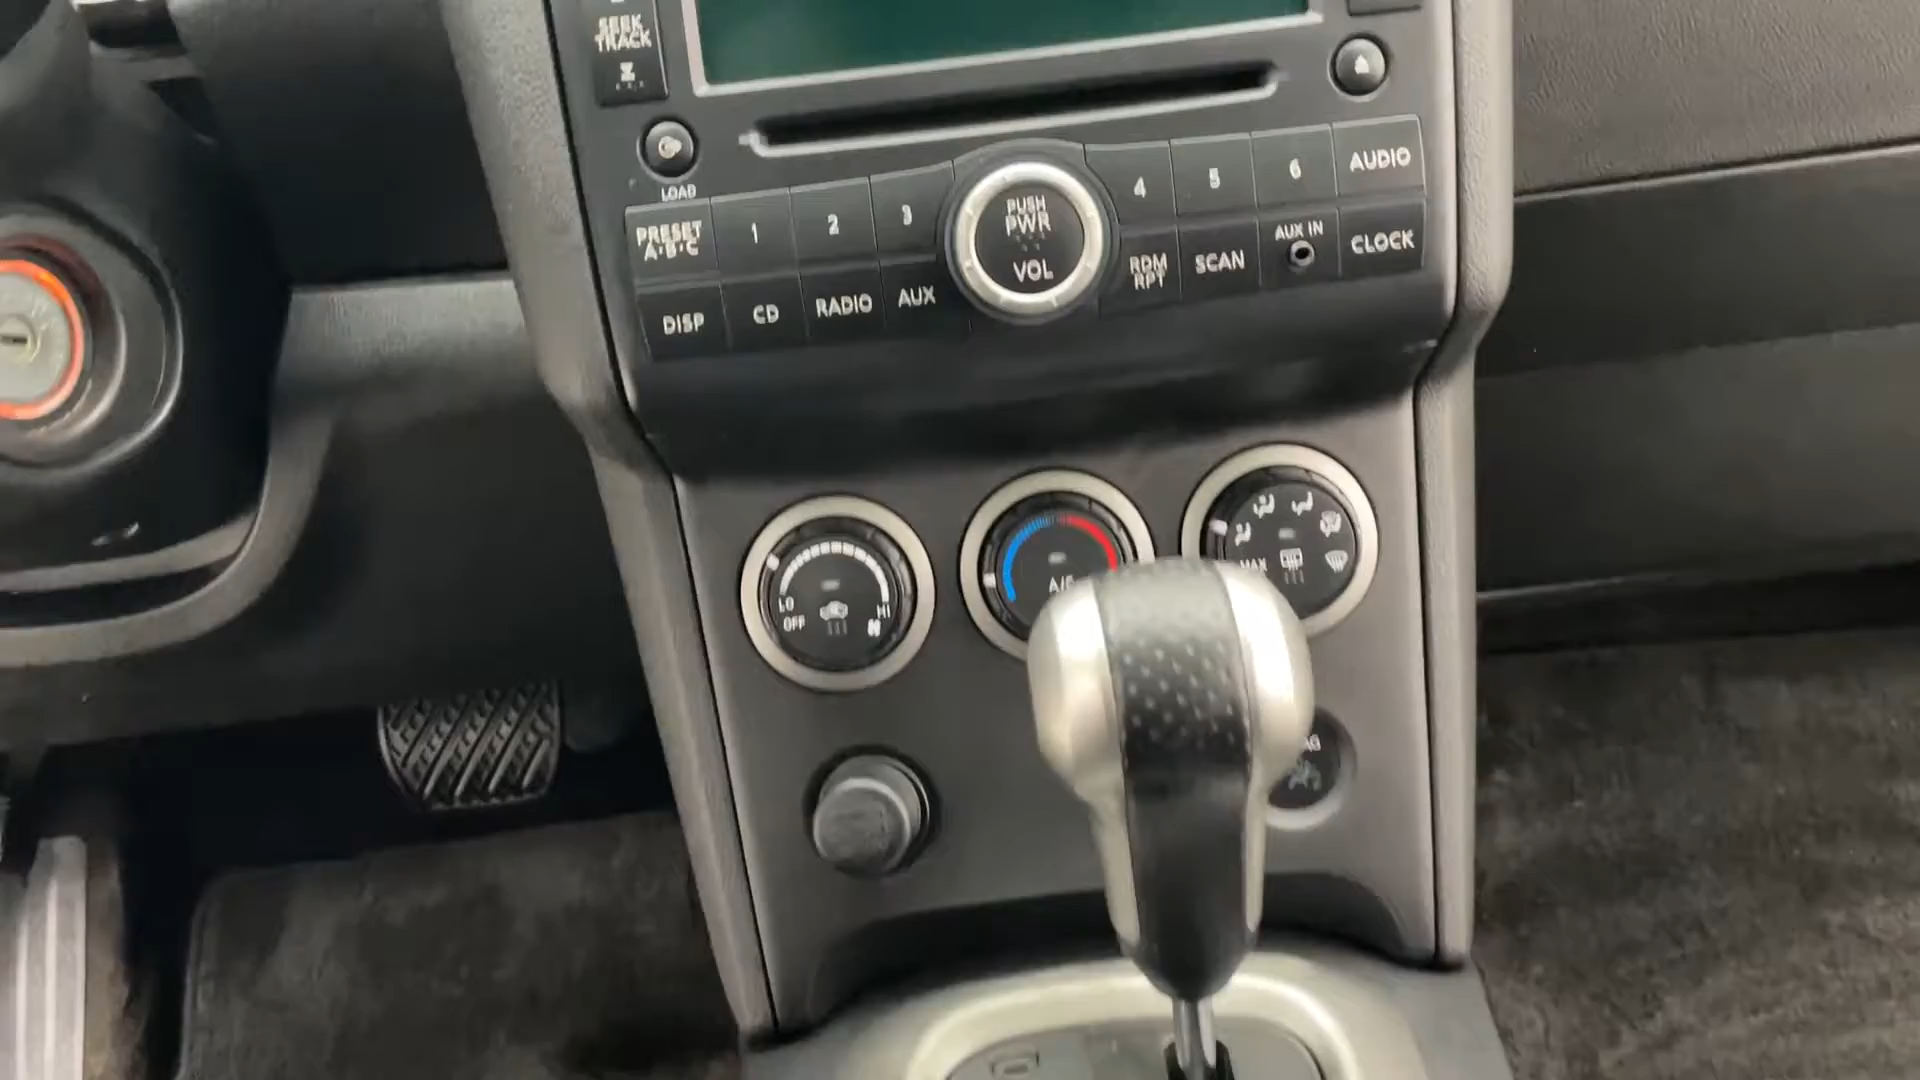 SEEK
TRACK
LOAD
PRESET
A·B·C
1
2
3
PUSH
PWR
VOL
4
5
6
AUDIO
DISP
CD
RADIO
AUX
RDM
RPT
SCAN
AUX IN
CLOCK
LO
OFF
HI
A/C
MAX